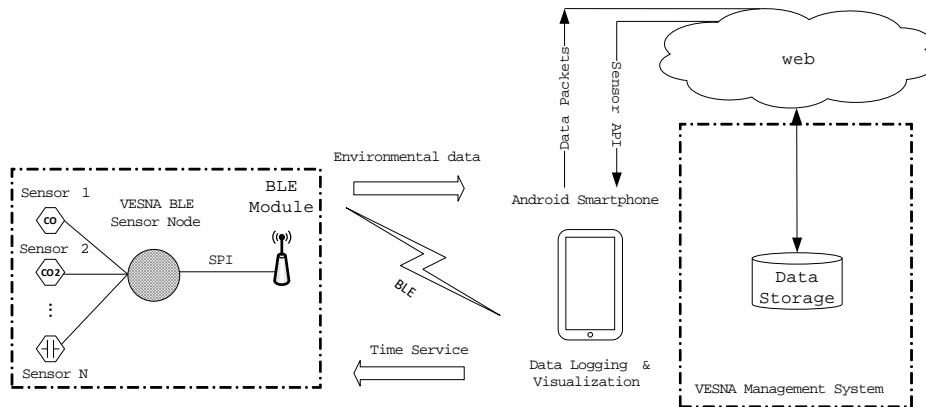 Sensor 1
CO
Sensor 2
CO2
...
Sensor N
VESNA BLE
Sensor Node
SPI
BLE
Module
Environmental data
BLE
Time Service
Data Packets
Sensor API
Android Smartphone
Data Logging &
Visualization
web
Data
Storage
VESNA Management System